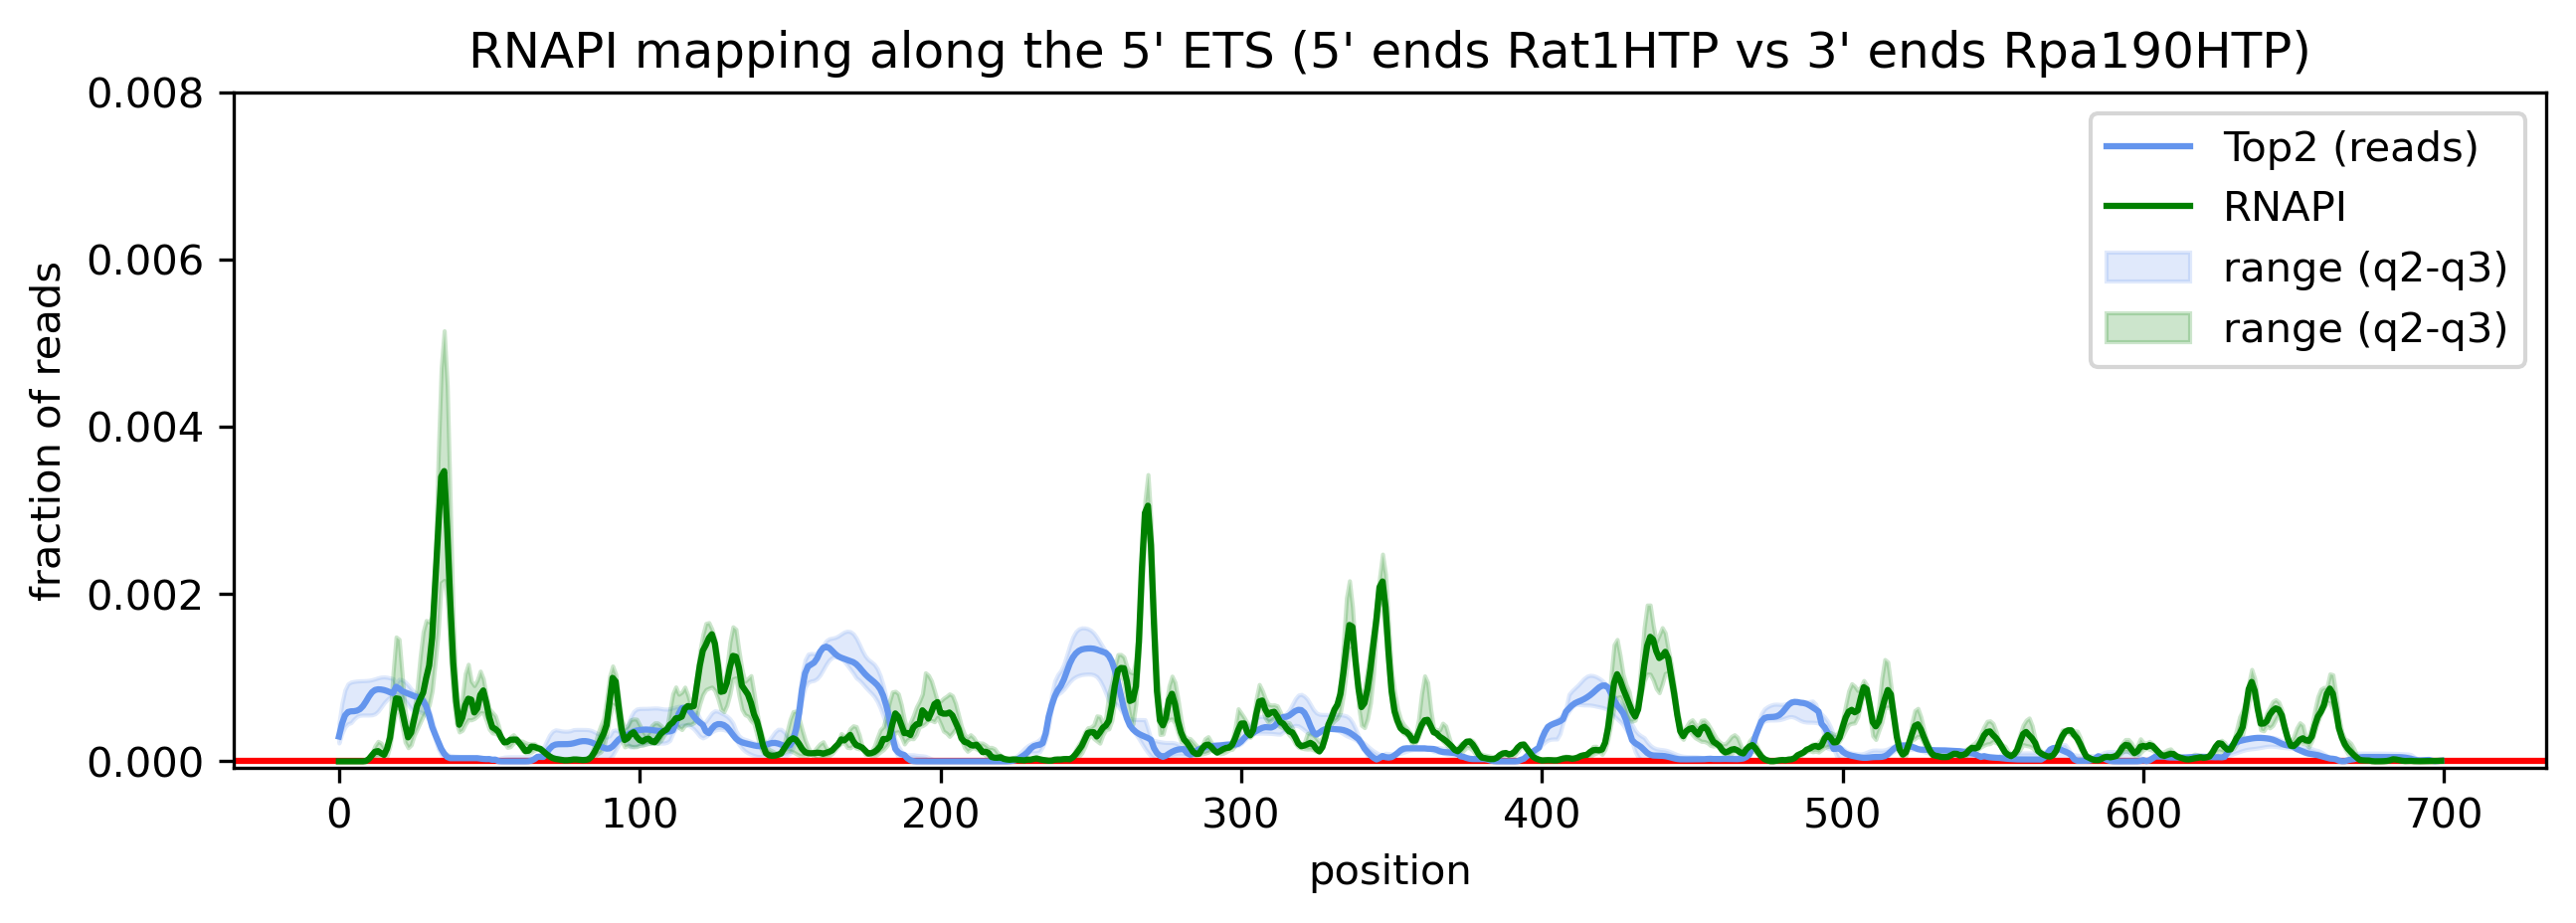 RNAPI mapping along the 5' ETS (5' ends Rat1HTP vs 3' ends Rpa190HTP)
0.008
0.006
0.004
0.002
0.000
fraction of reads
Top2 (reads)
RNAPI
range (q2-q3)
range (q2-q3)
0 100 200 300 400 500 600 700
position